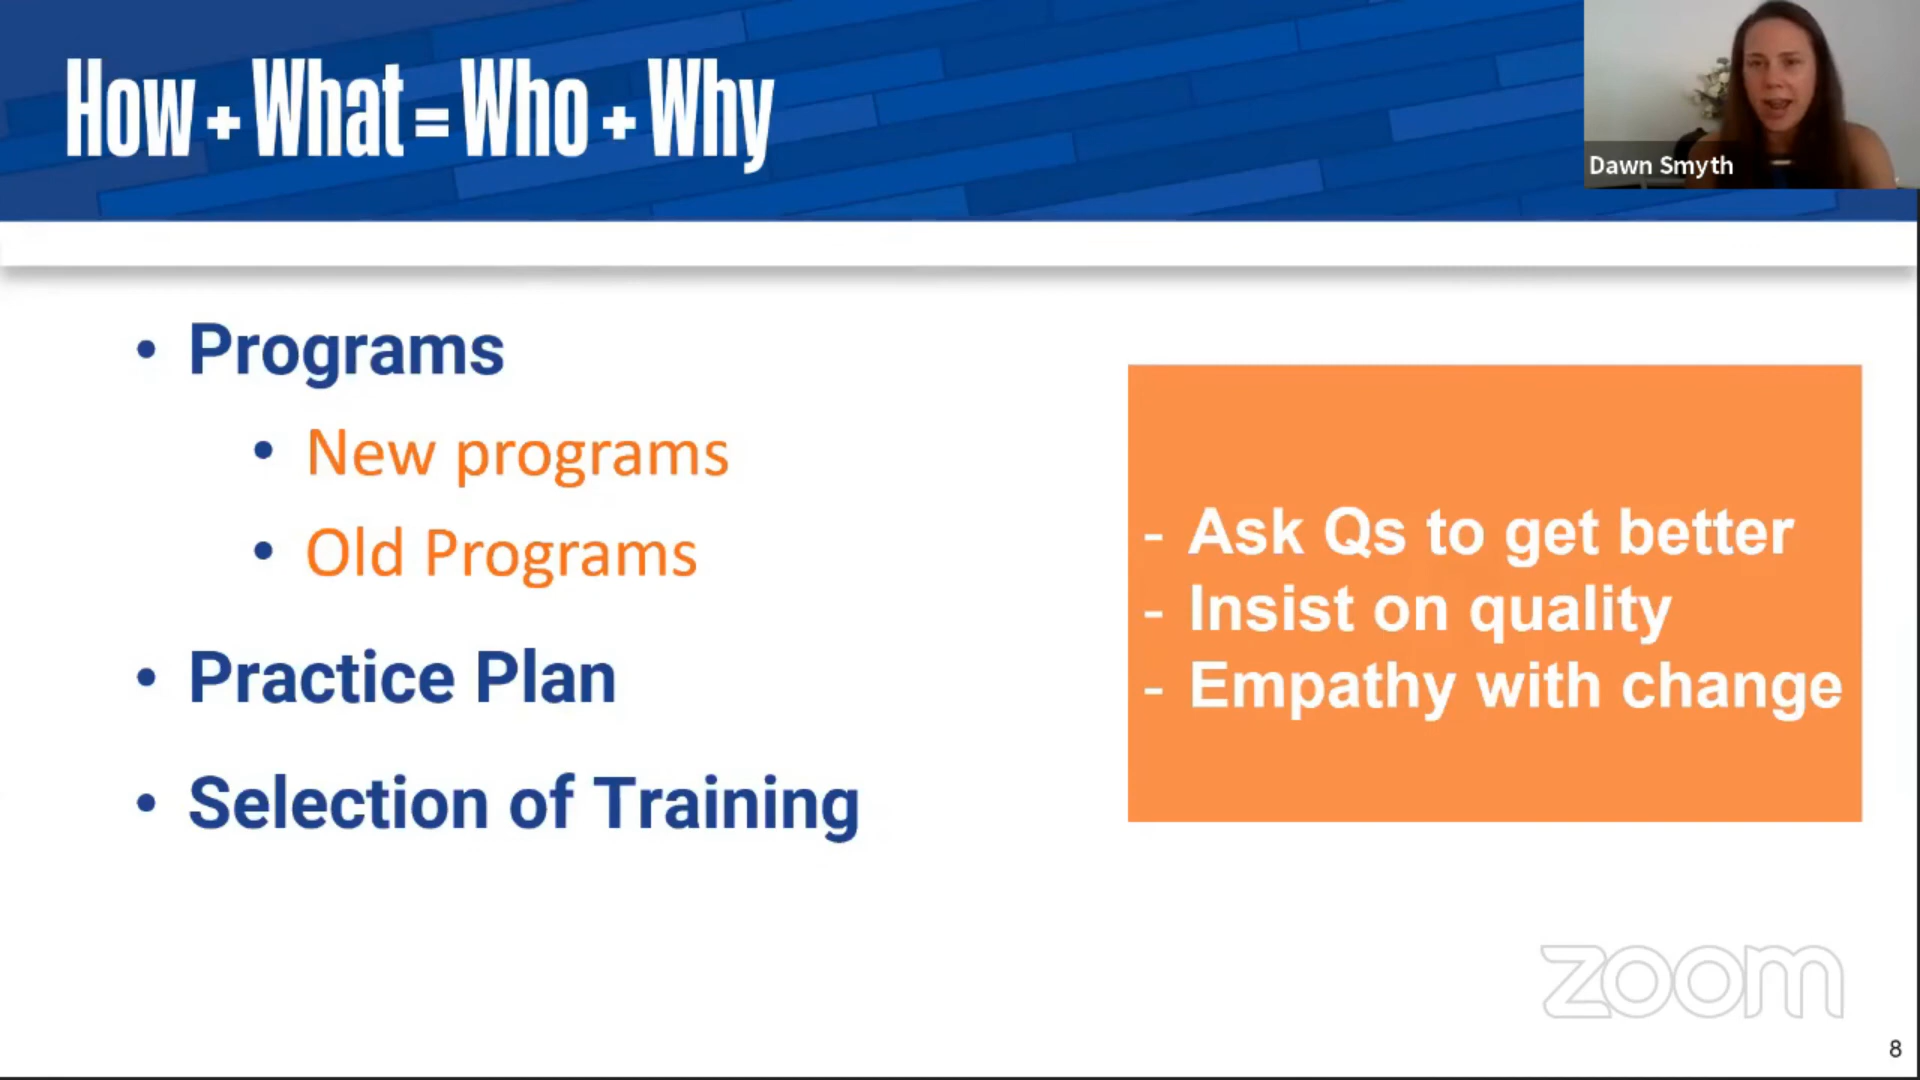 How + What = Who + Why
Dawn Smyth
• Programs
• New programs
• Old Programs
• Practice Plan
• Selection of Training
- Ask Qs to get better
- Insist on quality
- Empathy with change
zoom
8